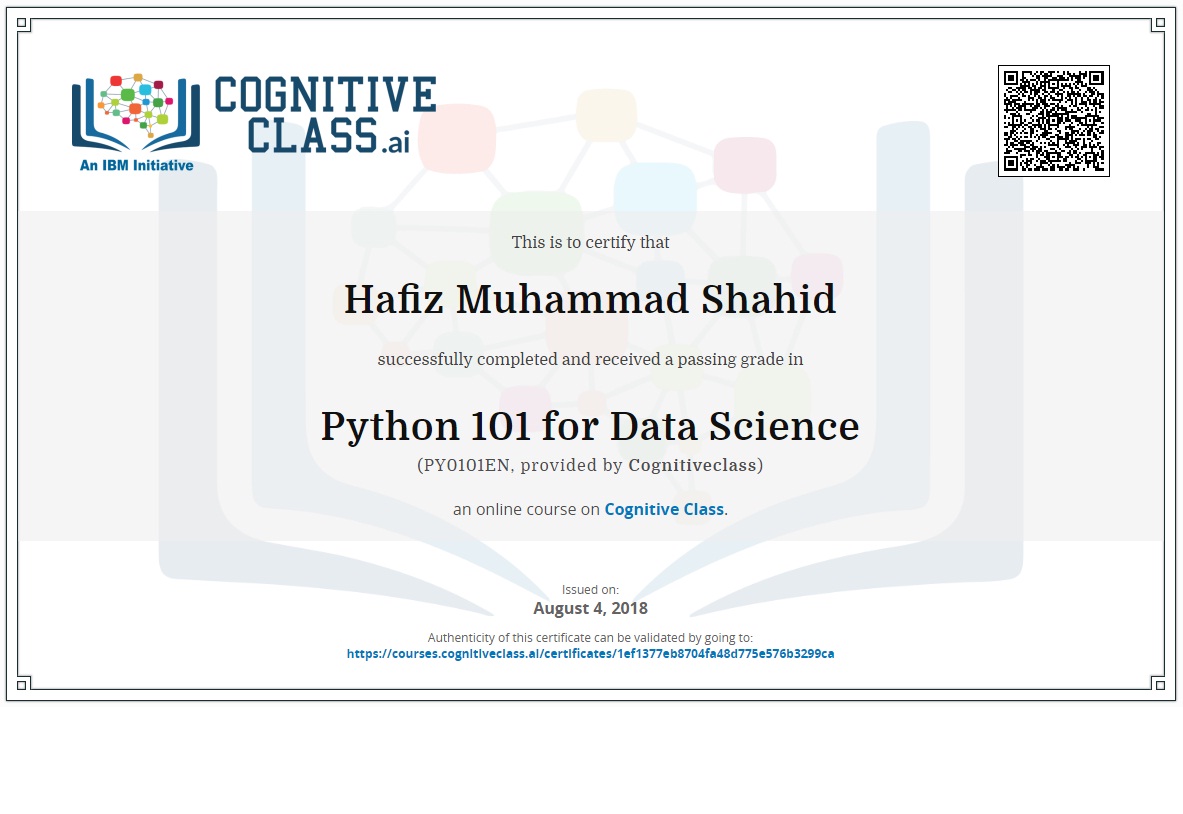 COGNITIVE
CLASS.ai
An IBM Initiative
This is to certify that
Hafiz Muhammad Shahid
successfully completed and received a passing grade in
Python 101 for Data Science
(PY0101EN, provided by Cognitiveclass)
an online course on Cognitive Class.
Issued on:
August 4, 2018
Authenticity of this certificate can be validated by going to:
https://courses.cognitiveclass.ai/certificates/1ef1377eb8704fa48d775e576b3299ca